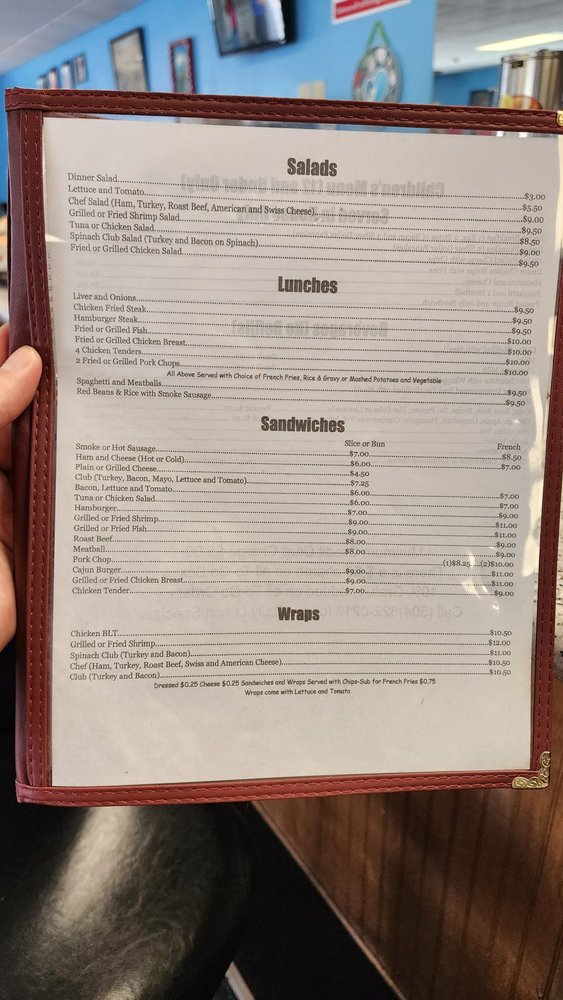 Salads
Dinner Salad $3.00
Lettuce and Tomato $5.50
Chef Salad (Ham, Turkey, Roast Beef, American and Swiss Cheese) $9.00
Grilled or Fried Shrimp Salad $9.50
Tuna or Chicken Salad $8.50
Spinach Club Salad (Turkey and Bacon on Spinach) $9.00
Fried or Grilled Chicken Salad $9.50
Lunches
Liver and Onions $9.50
Chicken Fried Steak $9.50
Hamburger Steak $9.50
Fried or Grilled Fish $10.00
Fried or Grilled Chicken Breast $10.00
4 Chicken Tenders $10.00
2 Fried or Grilled Pork Chops $10.00
All Above Served with Choice of French Fries, Rice & Gravy or Mashed Potatoes and Vegetable
Spaghetti and Meatballs $9.50
Red Beans & Rice with Smoke Sausage $9.50
Sandwiches
Slice or Bun French
Smoke or Hot Sausage $7.00 $8.50
Ham and Cheese (Hot or Cold) $6.00 $7.00
Plain or Grilled Cheese $4.50
Club (Turkey, Bacon, Mayo, Lettuce and Tomato) $7.25
Bacon, Lettuce and Tomato $6.00 $7.00
Tuna or Chicken Salad $6.00 $7.00
Hamburger $7.00 $9.00
Grilled or Fried Shrimp $9.00 $11.00
Grilled or Fried Fish $9.00 $11.00
Roast Beef $8.00 $9.00
Meatball $8.00 $9.00
Pork Chop (1)$8.25 ...(2)$10.00
Cajun Burger $9.00 $11.00
Grilled or Fried Chicken Breast $9.00 $11.00
Chicken Tender $7.00 $9.00
Wraps
Chicken BLT $10.50
Grilled or Fried Shrimp $12.00
Spinach Club (Turkey and Bacon) $11.00
Chef (Ham, Turkey, Roast Beef, Swiss and American Cheese) $10.50
Club (Turkey and Bacon) $10.50
Dressed $0.25 Cheese $0.25 Sandwiches and Wraps Served with Chips-Sub for French Fries $0.75
Wraps come with Lettuce and Tomato